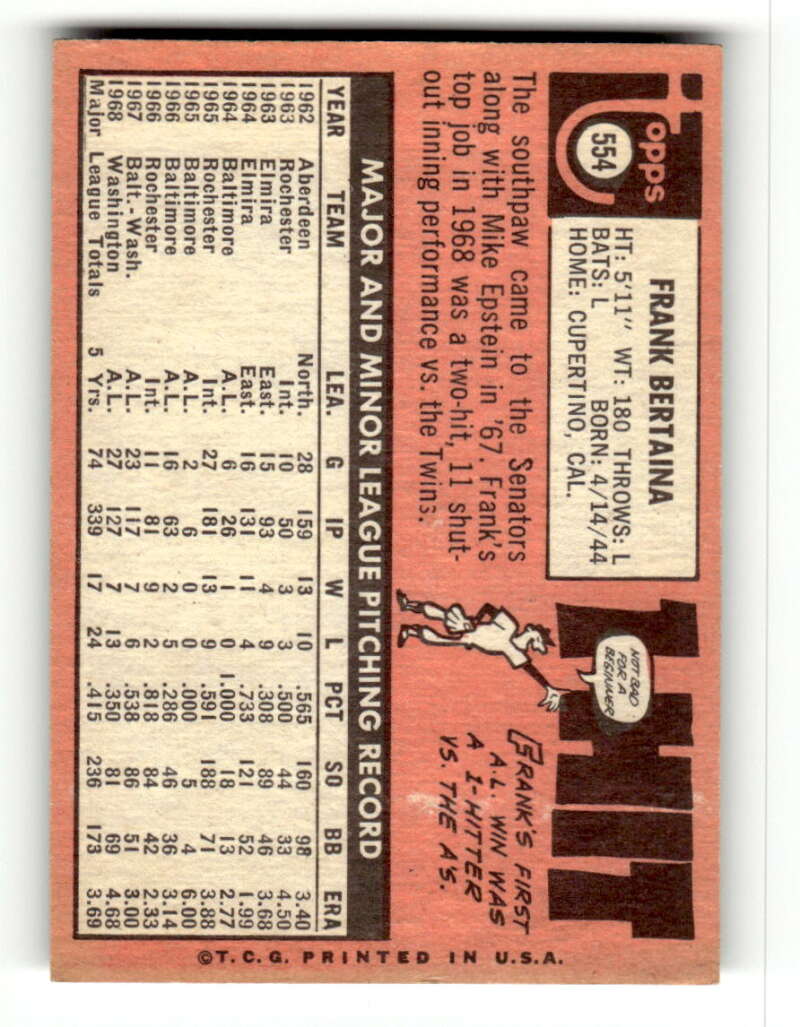 Topps
554
FRANK BERTAINA
HT: 5'11" WT: 180 THROWS: L
BATS: L BORN: 4/14/44
HOME: CUPERTINO, CAL.
1-HIT
NOT BAD
FOR A
BEGINNER
FRANK'S FIRST
A.L. WIN WAS
A 1-HITTER
VS. THE A'S.
The southpaw came to the Senators
along with Mike Epstein in '67. Frank's
top job in 1968 was a two-hit, 11 shut-
out inning performance vs. the Twins.
MAJOR AND MINOR LEAGUE PITCHING RECORD
YEAR TEAM LEA. G IP W L PCT SO BB ERA
1962 Aberdeen North. 28 159 13 10 .565 160 98 3.40
1963 Rochester Int. 10 50 3 3 .500 44 33 4.50
1963 Elmira East. 15 93 4 9 .308 89 46 3.68
1964 Elmira East. 16 131 11 4 .733 121 52 1.99
1964 Baltimore A.L. 6 26 1 0 1.000 18 13 2.77
1965 Rochester Int. 27 181 13 9 .591 188 71 3.88
1965 Baltimore A.L. 2 6 0 0 .000 5 4 6.00
1966 Baltimore A.L. 16 63 2 5 .286 46 36 3.14
1966 Rochester Int. 11 81 9 2 .818 84 42 2.33
1967 Balt.-Wash. A.L. 23 117 7 6 .538 86 51 3.00
1968 Washington A.L. 27 127 7 13 .350 81 69 4.68
Major League Totals 5 Yrs. 74 339 17 24 .415 236 173 3.69
©T.C.G. PRINTED IN U.S.A.